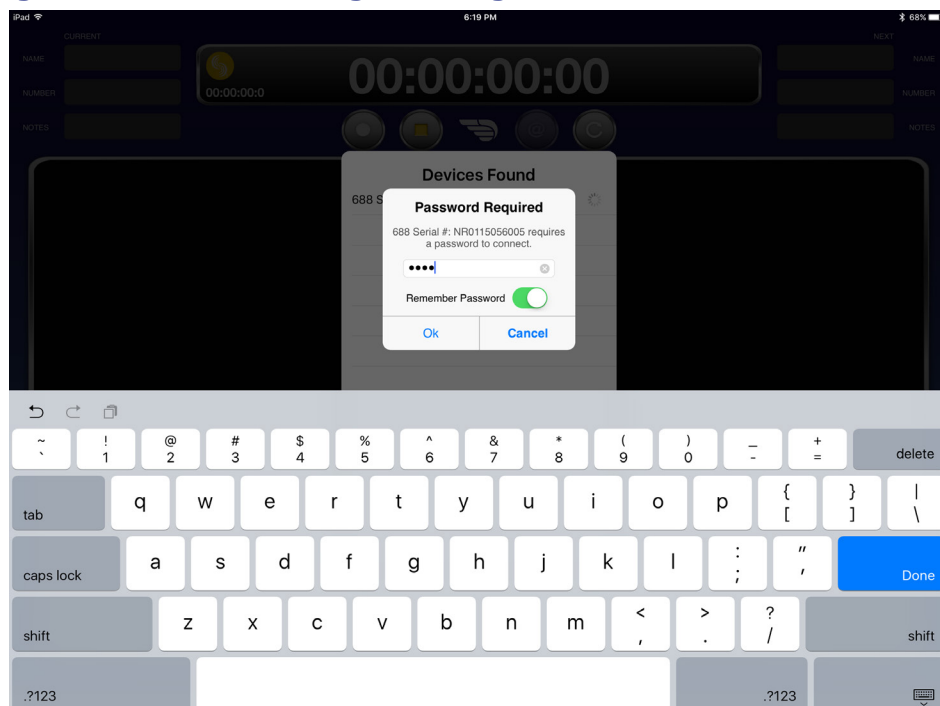 iPad 6:19 PM 68%
CURRENT NEXT
NAME NAME
00:00:00:00
00:00:00:0
NUMBER NUMBER
NOTES NOTES
Devices Found
688 S
Password Required
688 Serial #: NR0115056005 requires
a password to connect.
••••
Remember Password
Ok Cancel
~ ! @ # $ % ^ & * ( ) _ +
` 1 2 3 4 5 6 7 8 9 0 - = delete
tab q w e r t y u i o p { [ } ] | \
caps lock a s d f g h j k l : ; " ' Done
shift z x c v b n m < , > . ? / shift
.?123 .?123